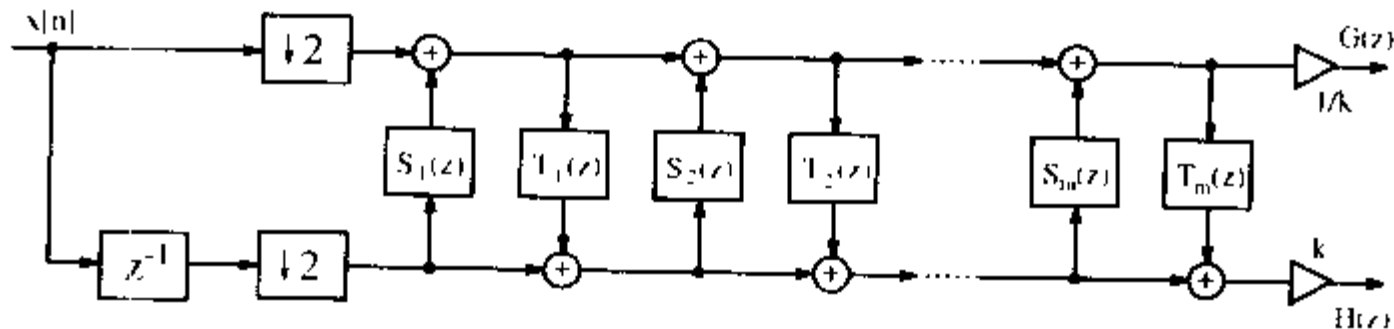 x[n]
↓2
+
+
+
G(z)
1/k
S₁(z)
T₁(z)
S₂(z)
T₂(z)
Sₘ(z)
Tₘ(z)
z⁻¹
↓2
+
+
+
k
H(z)